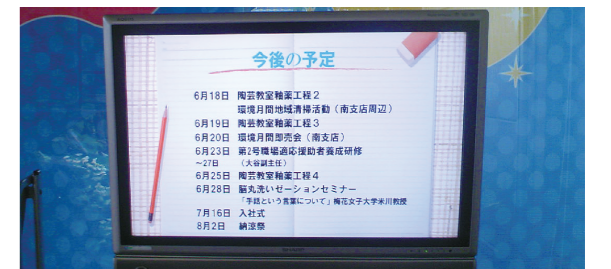 今後の予定
6月18日 陶芸教室釉薬工程2
環境月間地域清掃活動（南支店周辺）
6月19日 陶芸教室釉薬工程3
6月20日 環境月間即売会（南支店）
6月23日 第2号職場適応援助者養成研修
～27日 （大谷副主任）
6月25日 陶芸教室釉薬工程4
6月28日 脳丸洗いゼーションセミナー
「手話という言葉について」梅花女子大学米川教授
7月16日 入社式
8月2日 納涼祭